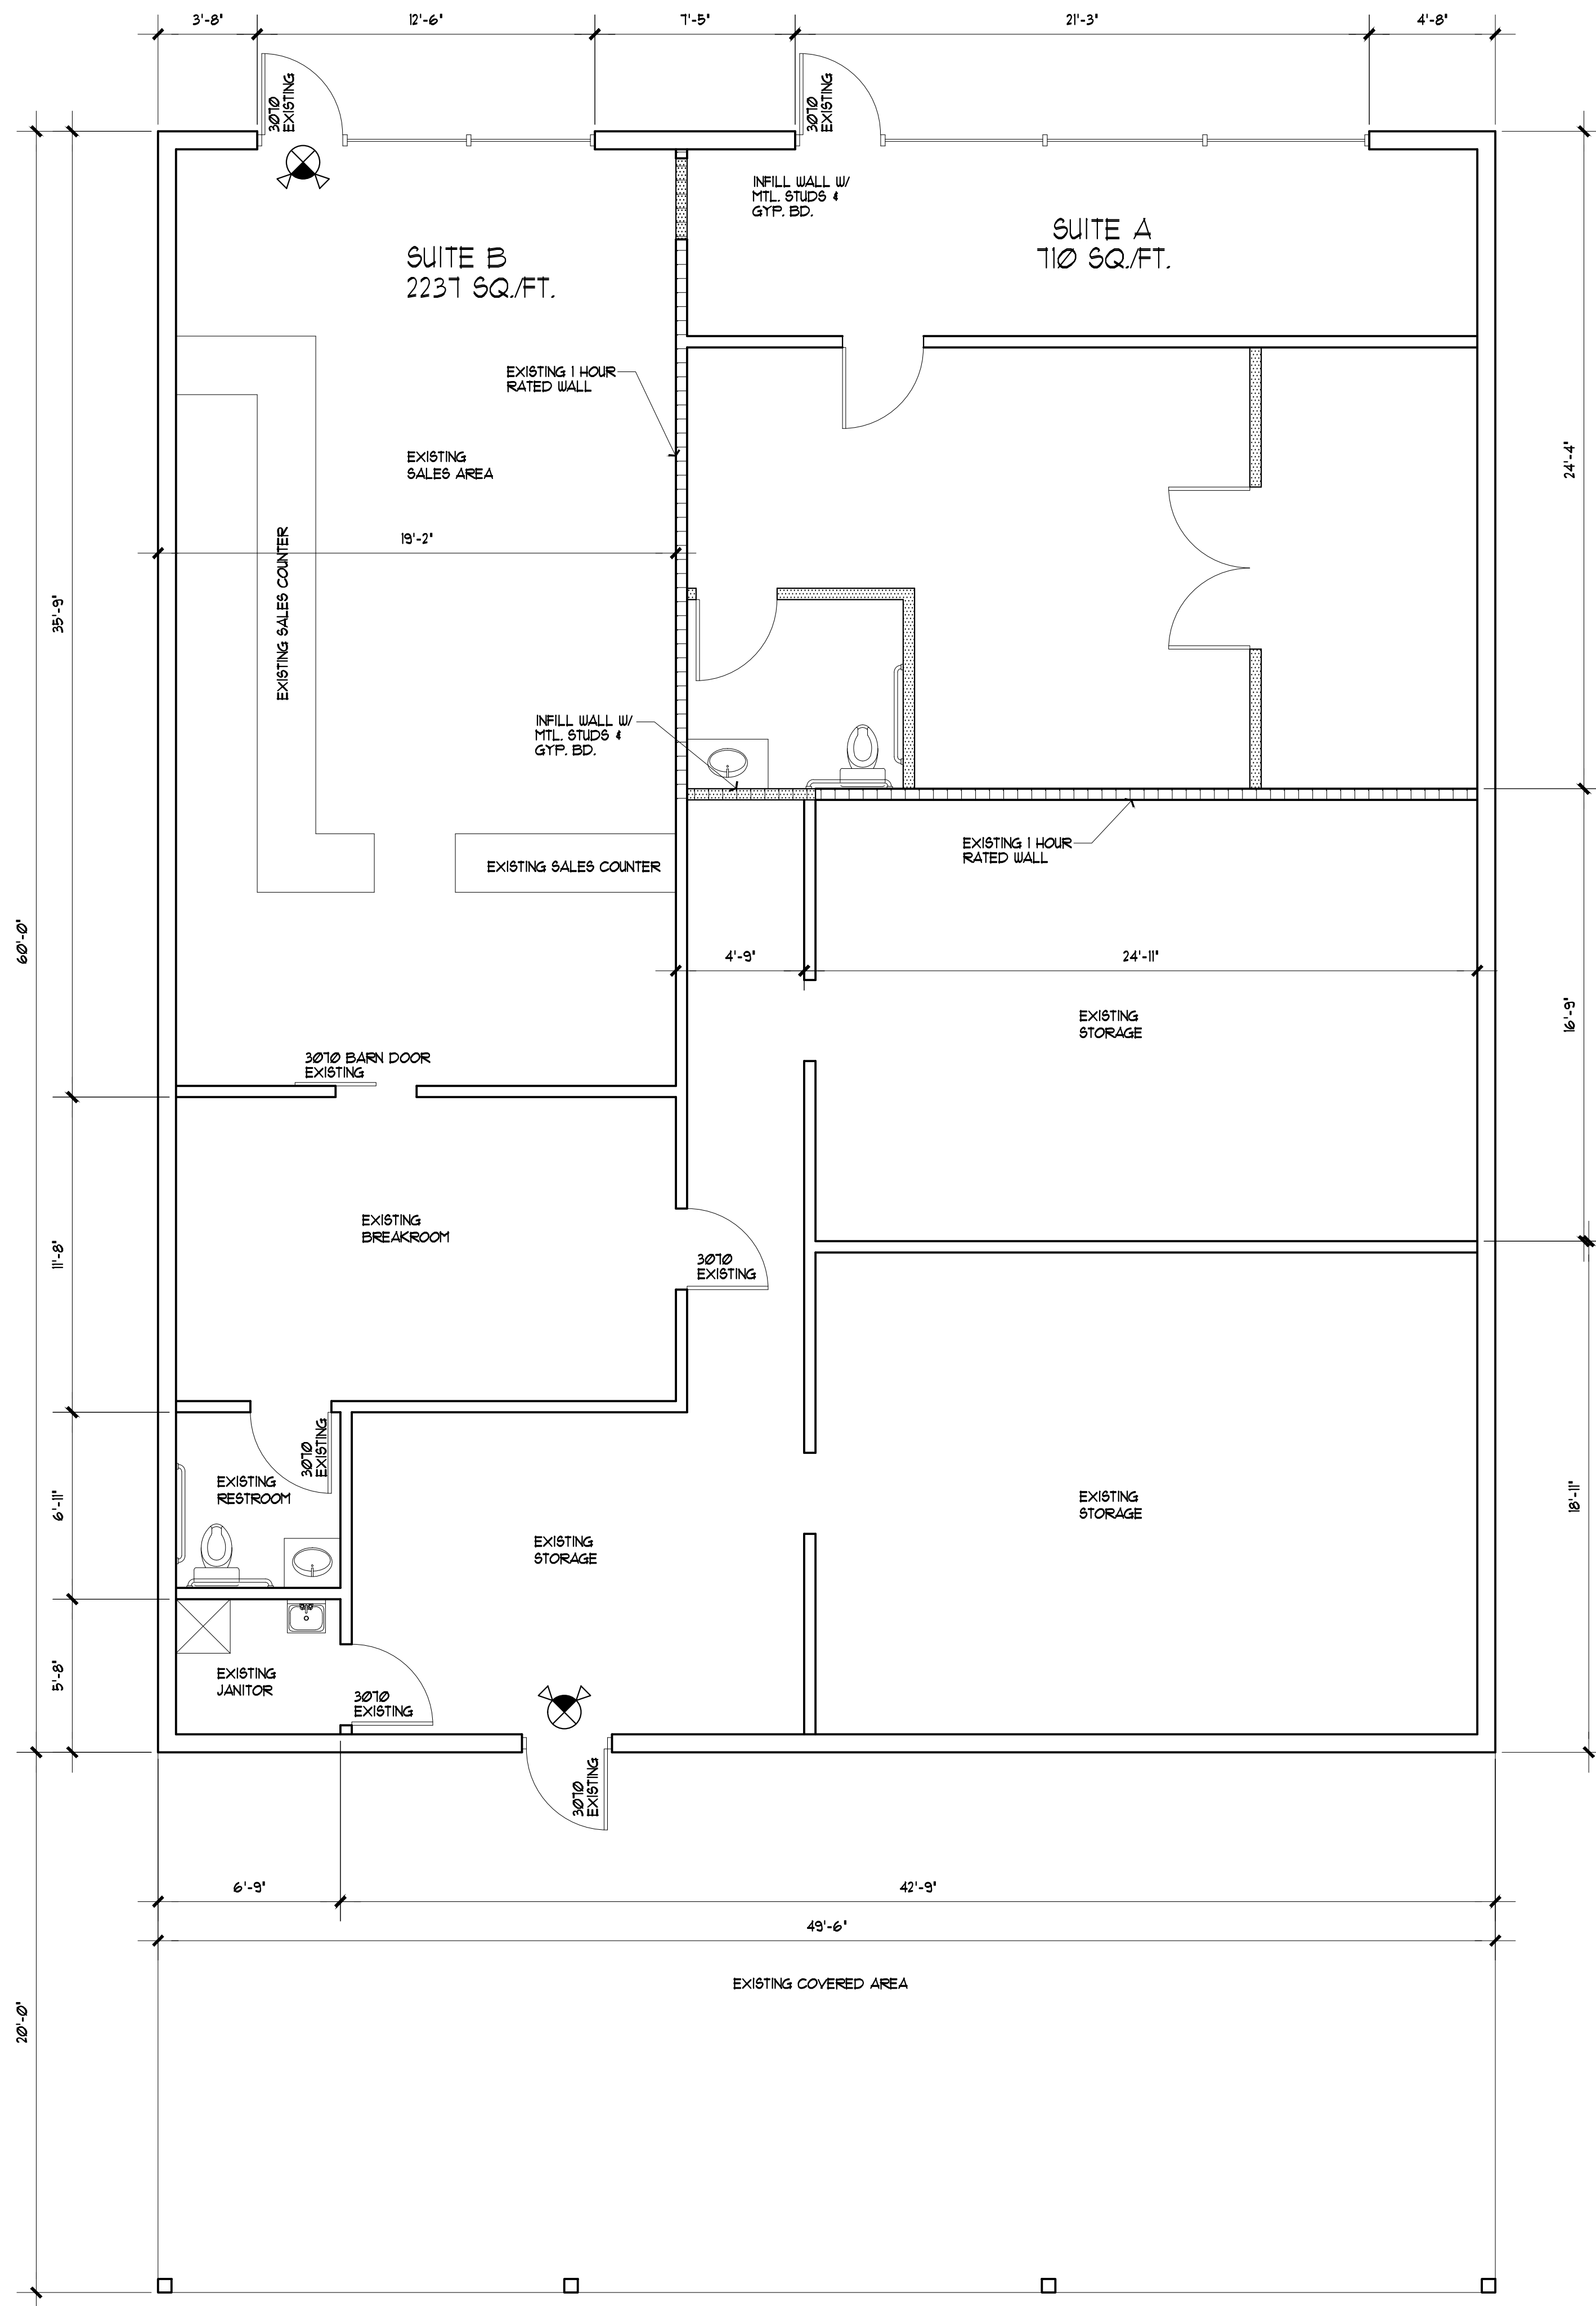 3'-8"
12'-6"
7'-5"
21'-3"
4'-8"
3070
EXISTING
3070
EXISTING
INFILL WALL W/
MTL. STUDS &
GYP. BD.
SUITE A
710 SQ./FT.
SUITE B
2237 SQ./FT.
EXISTING 1 HOUR
RATED WALL
EXISTING
SALES AREA
24'-4"
19'-2"
EXISTING SALES COUNTER
35'-9"
INFILL WALL W/
MTL. STUDS &
GYP. BD.
EXISTING 1 HOUR
RATED WALL
EXISTING SALES COUNTER
60'-0"
4'-9"
24'-11"
EXISTING
STORAGE
16'-9"
3070 BARN DOOR
EXISTING
EXISTING
BREAKROOM
11'-8"
3070
EXISTING
3070
EXISTING
EXISTING
RESTROOM
6'-11"
EXISTING
STORAGE
EXISTING
STORAGE
18'-11"
EXISTING
JANITOR
5'-8"
3070
EXISTING
3070
EXISTING
6'-9"
42'-9"
49'-6"
EXISTING COVERED AREA
20'-0"